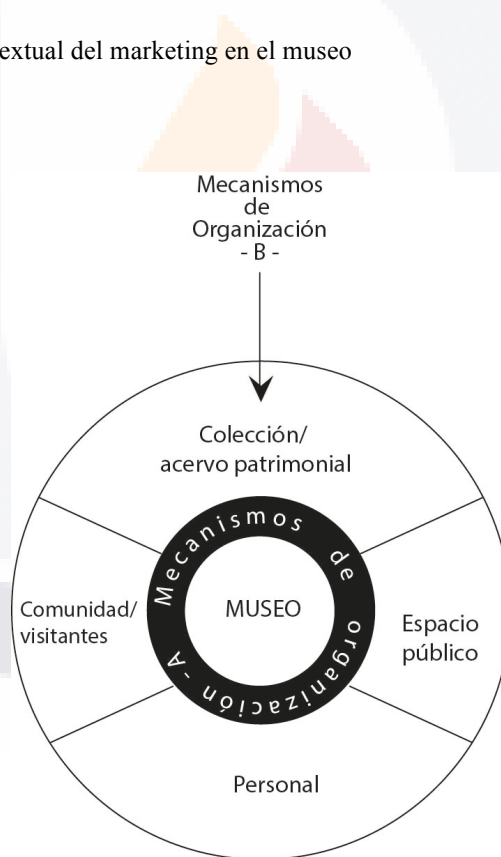 extual del marketing en el museo
Mecanismos
de
Organización
- B -
Colección/
acervo patrimonial
Mecanismos de organización - A
MUSEO
Comunidad/
visitantes
Espacio
público
Personal